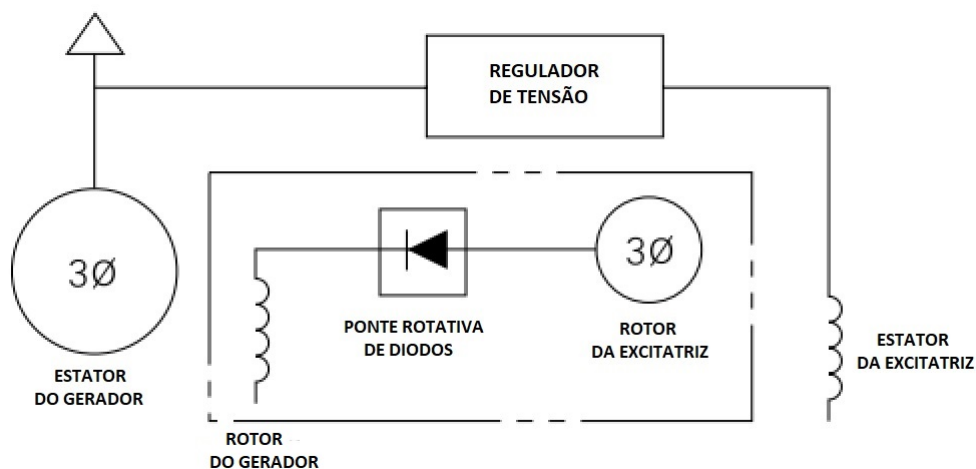 REGULADOR
DE TENSÃO
3Ø
3Ø
PONTE ROTATIVA
DE DIODOS
ROTOR
DA EXCITATRIZ
ESTATOR
DA EXCITATRIZ
ESTATOR
DO GERADOR
ROTOR
DO GERADOR